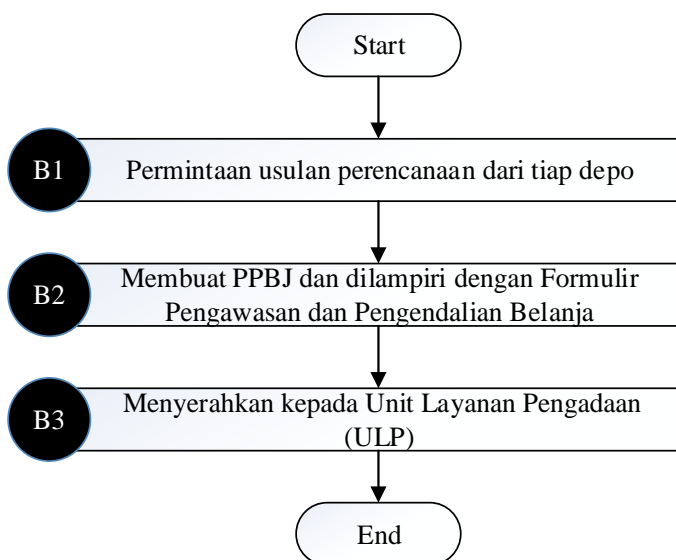 Start
B1
Permintaan usulan perencanaan dari tiap depo
B2
Membuat PPBJ dan dilampiri dengan Formulir
Pengawasan dan Pengendalian Belanja
B3
Menyerahkan kepada Unit Layanan Pengadaan
(ULP)
End